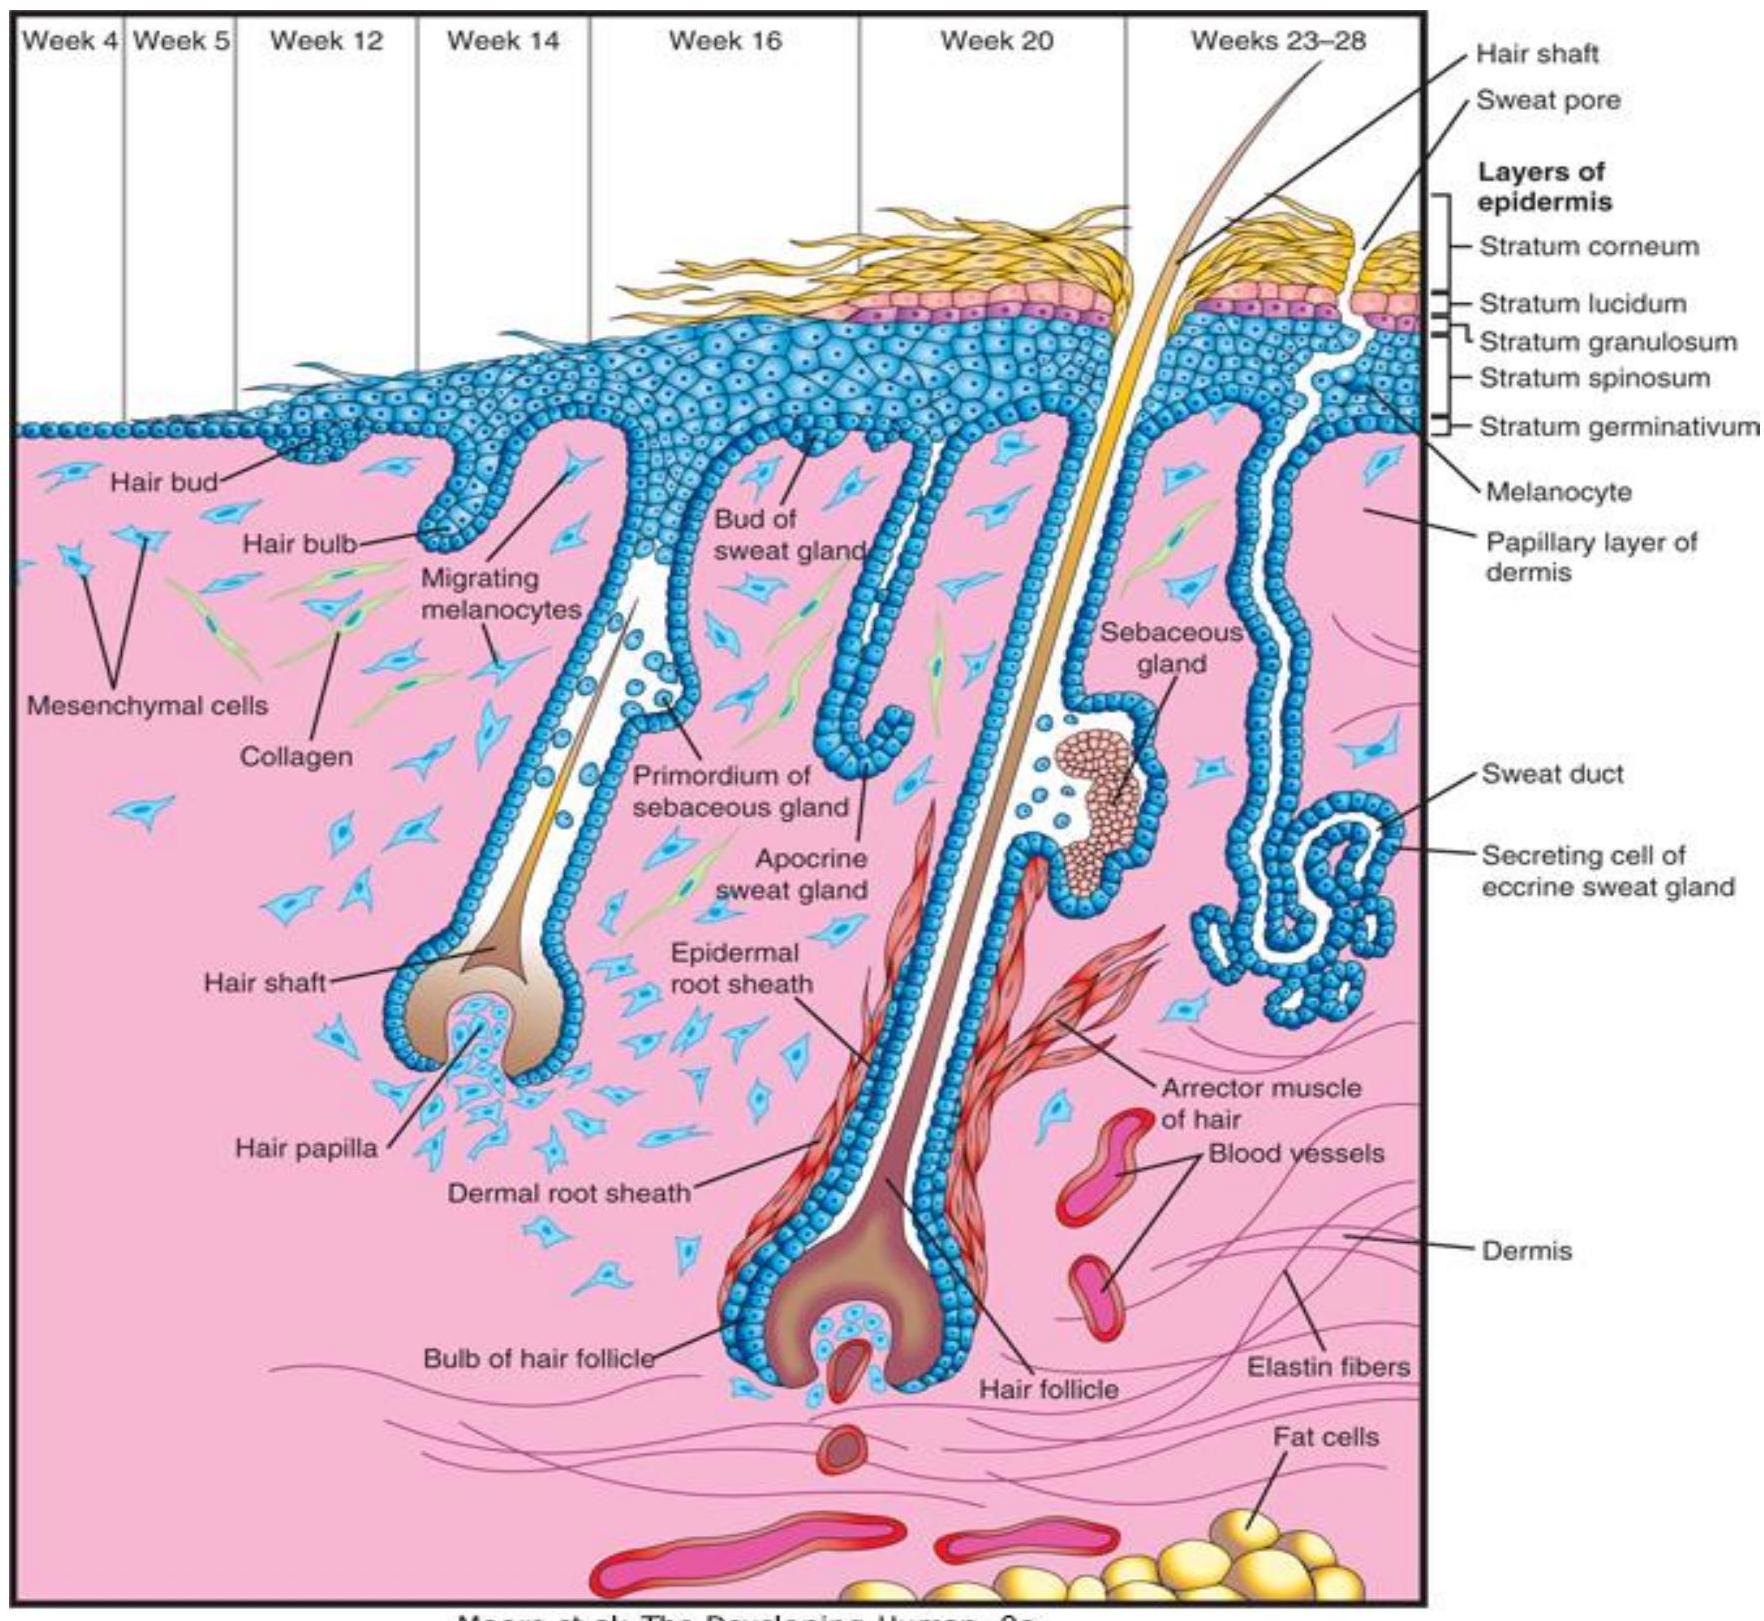 Week 4
Week 5
Week 12
Week 14
Week 16
Week 20
Weeks 23–28
Hair shaft
Sweat pore
Layers of
epidermis
Stratum corneum
Stratum lucidum
Stratum granulosum
Stratum spinosum
Stratum germinativum
Melanocyte
Papillary layer of
dermis
Hair bud
Hair bulb
Migrating
melanocytes
Bud of
sweat gland
Sebaceous
gland
Mesenchymal cells
Collagen
Primordium of
sebaceous gland
Apocrine
sweat gland
Sweat duct
Secreting cell of
eccrine sweat gland
Epidermal
root sheath
Hair shaft
Arrector muscle
of hair
Blood vessels
Hair papilla
Dermal root sheath
Dermis
Bulb of hair follicle
Hair follicle
Elastin fibers
Fat cells
Moore et al: The Developing Human